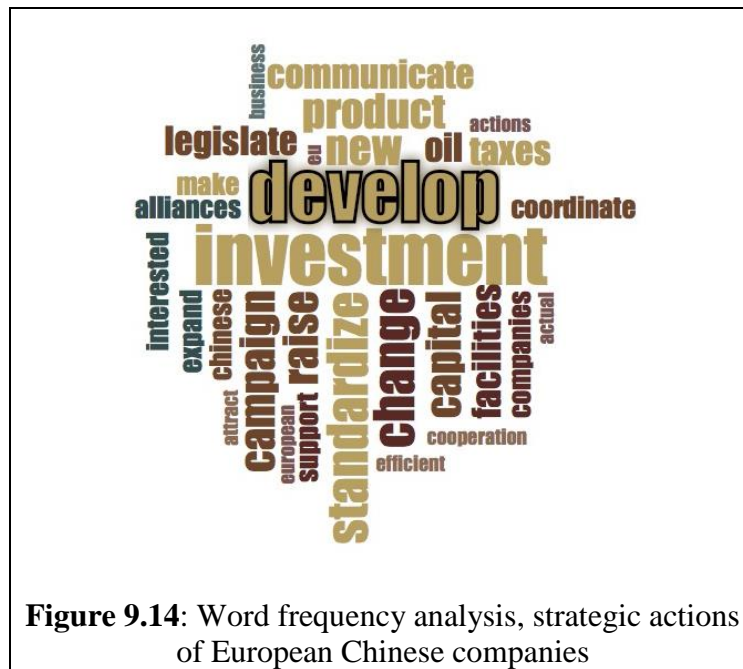 business
communicate
product
actions
legislate
eu
new
oil
taxes
make
alliances
develop
coordinate
investment
interested
expand
chinese
campaign
raise
standardize
change
capital
facilities
companies
actual
attract
european
support
cooperation
efficient
Figure 9.14: Word frequency analysis, strategic actions
of European Chinese companies